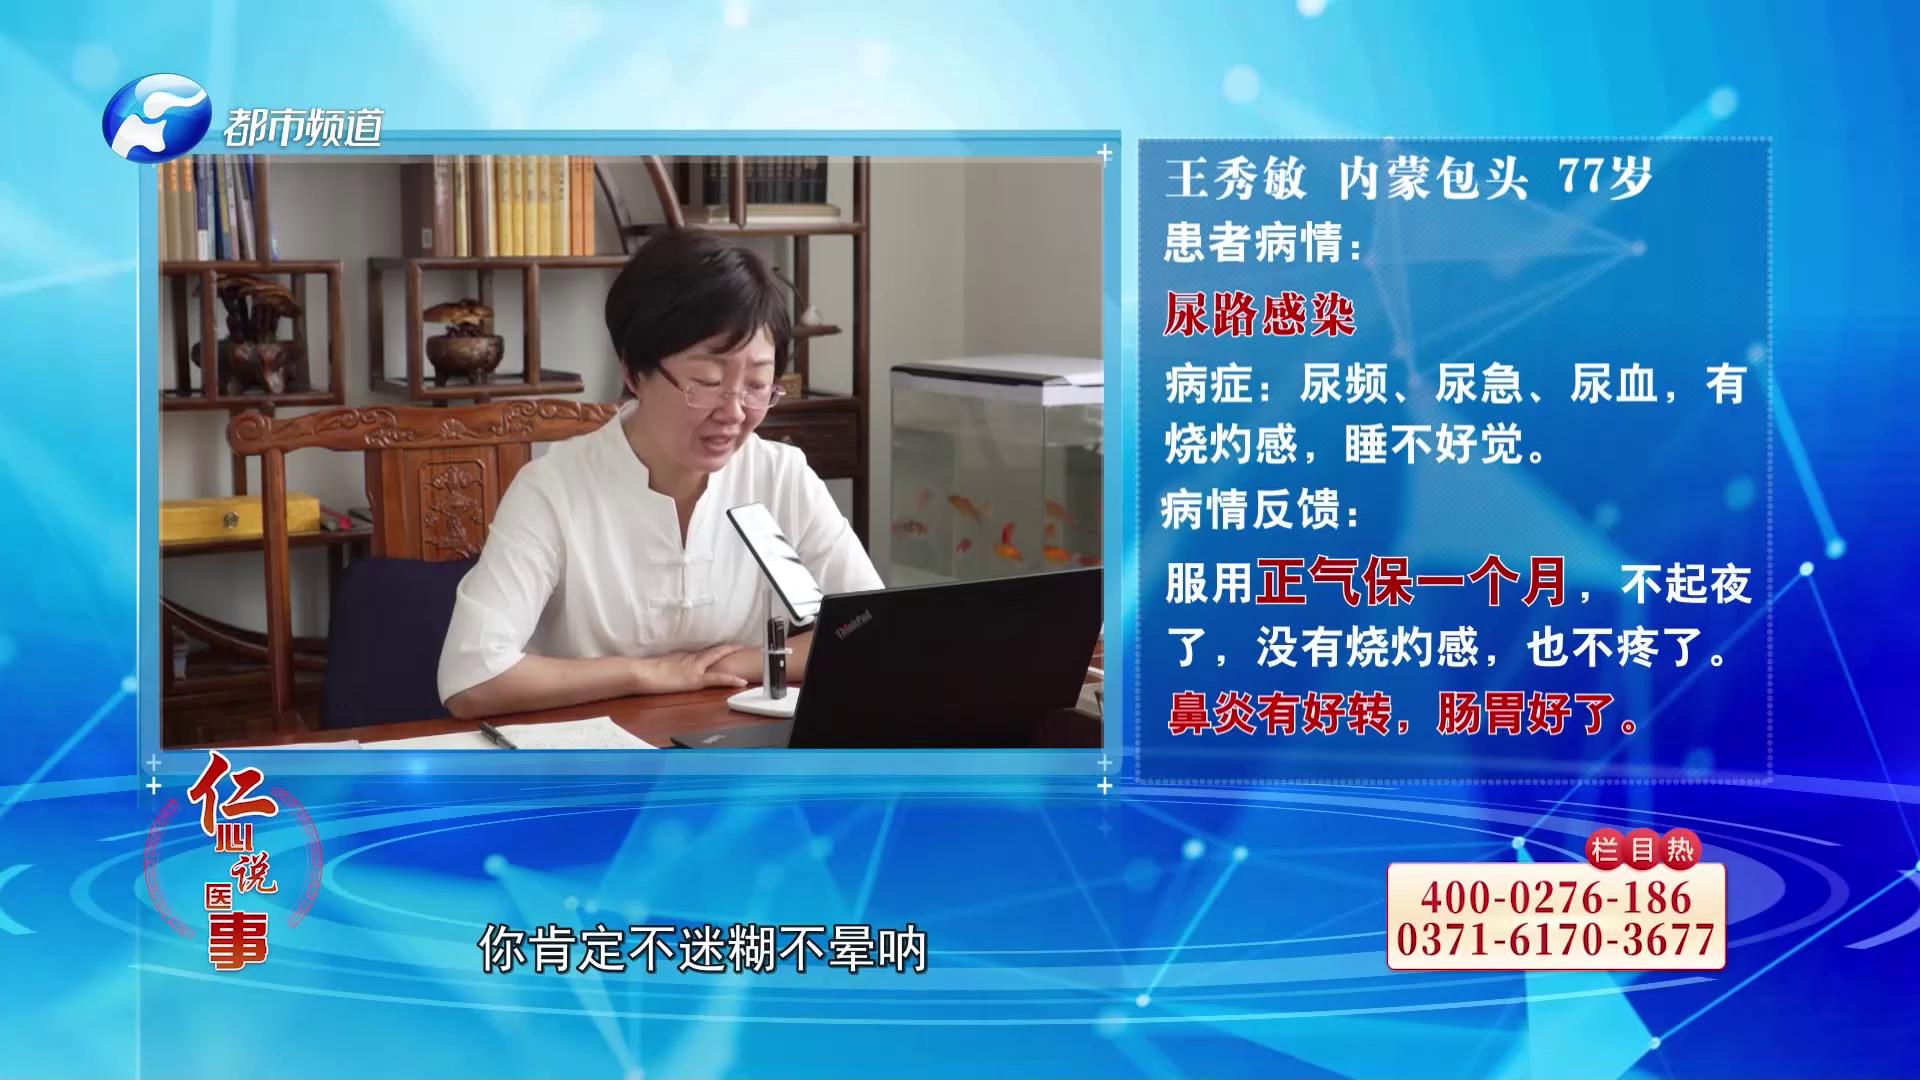 都市频道
王秀敏 内蒙包头 77岁
患者病情：
尿路感染
病症：尿频、尿急、尿血，有
烧灼感，睡不好觉。
病情反馈：
服用正气保一个月，不起夜
了，没有烧灼感，也不疼了。
鼻炎有好转，肠胃好了。
ThinkPad
仁心说医事
栏目热
400-0276-186
0371-6170-3677
你肯定不迷糊不晕呐